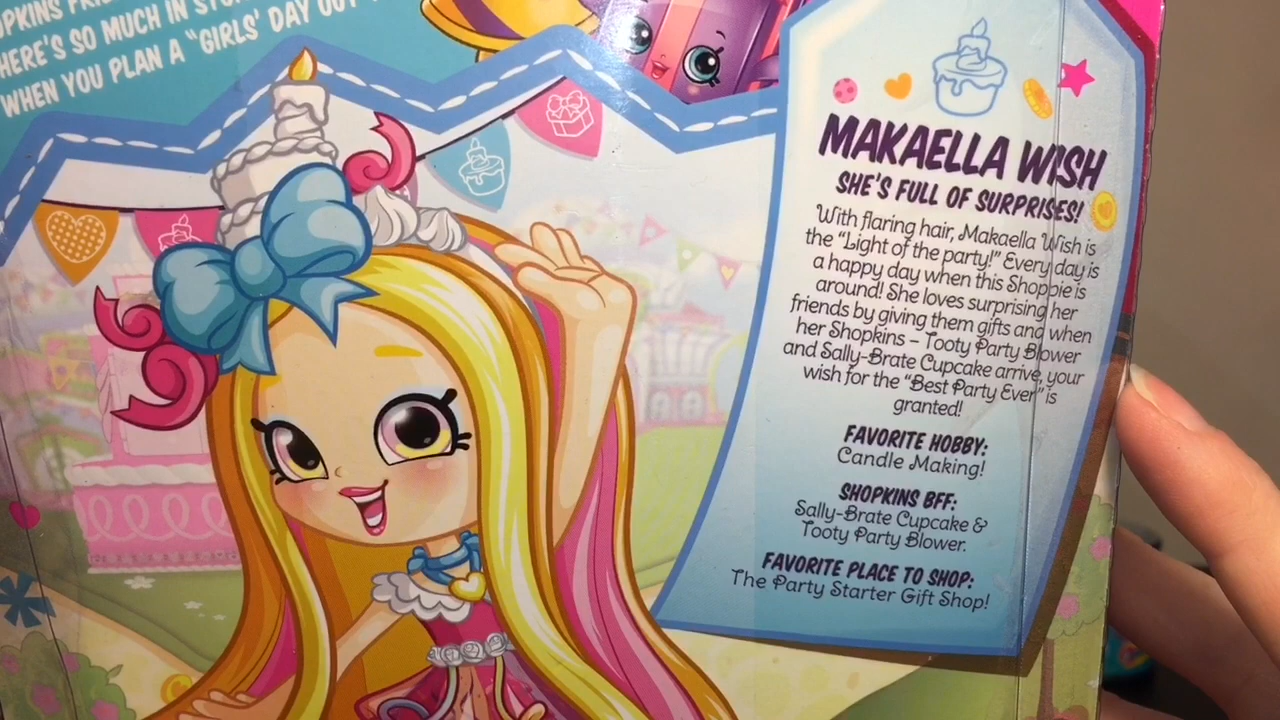 FRIE
HERE'S SO MUCH IN
WHEN YOU PLAN A "GIRLS' DAY OUT
MAKAELLA WISH
SHE'S FULL OF SURPRISES!
With flaring hair, Makaella Wish is
the "Light of the party!" Every day is
a happy day when this Shoppie is
around! She loves surprising her
friends by giving them gifts and when
her Shopkins – Tooty Party Blower
and Sally-Brate Cupcake arrive, your
wish for the "Best Party Ever" is
granted!
FAVORITE HOBBY:
Candle Making!
SHOPKINS BFF:
Sally-Brate Cupcake &
Tooty Party Blower.
FAVORITE PLACE TO SHOP:
The Party Starter Gift Shop!